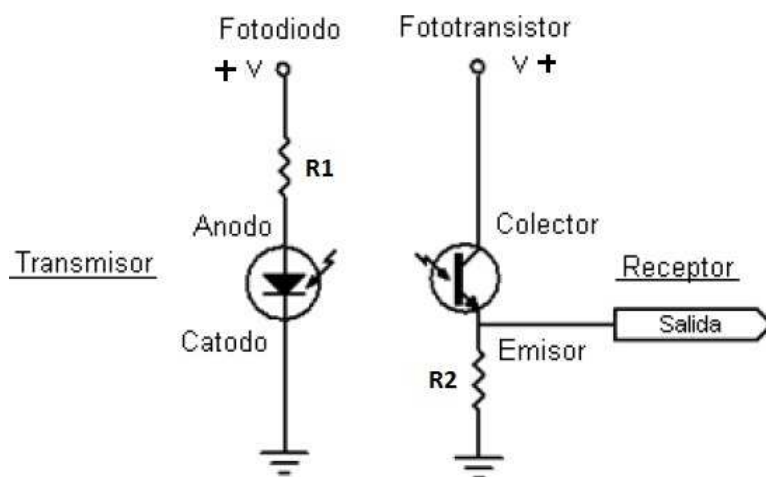 Fotodiodo
Fototransistor
+ V
V +
R1
Anodo
Colector
Transmisor
Receptor
Salida
Catodo
Emisor
R2